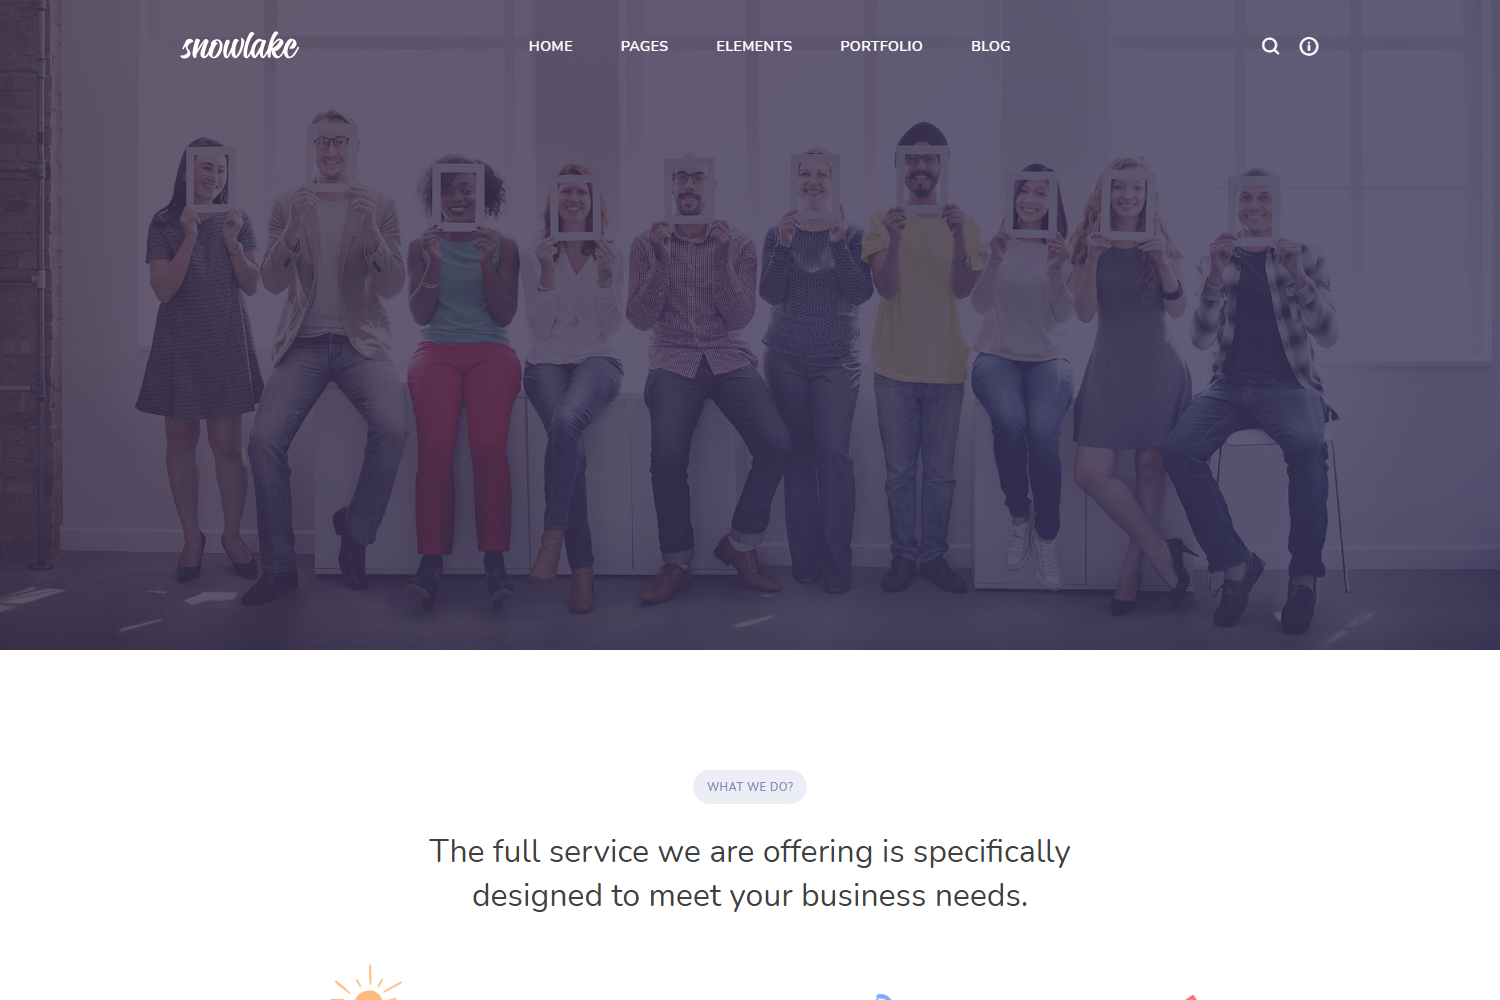 snowlake
HOME
PAGES
ELEMENTS
PORTFOLIO
BLOG
WHAT WE DO?
The full service we are offering is specifically
designed to meet your business needs.